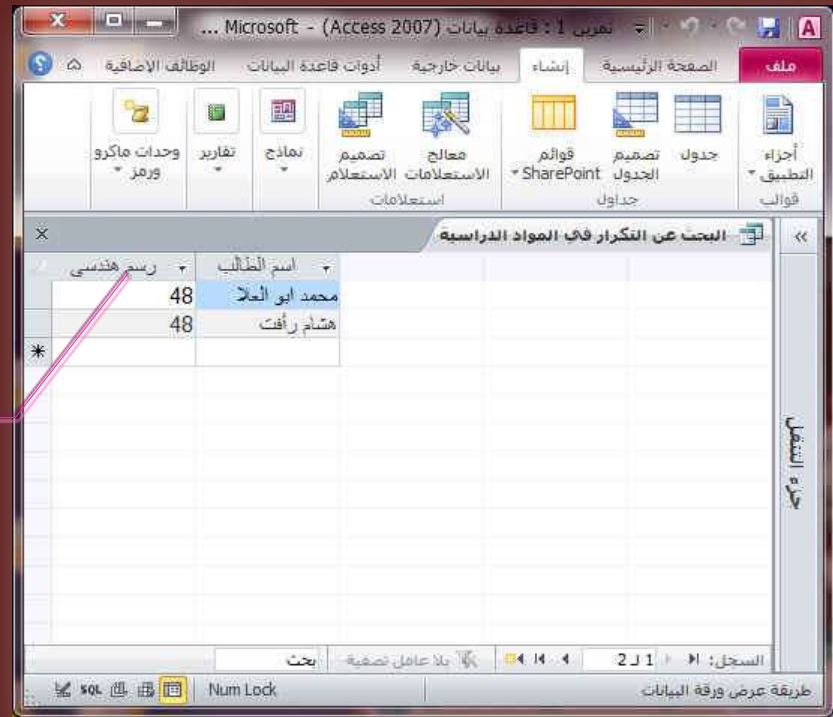 تمرين 1 : قاعدة بيانات (Access 2007) - Microsoft ...
ملف الصفحة الرئيسية إنشاء بيانات خارجية أدوات قاعدة البيانات الوظائف الإضافية
أجزاء التطبيق
جدول
تصميم الجدول
قوائم SharePoint
معالج الاستعلامات
تصميم الاستعلام
نماذج
تقارير
وحدات ماكرو ورمز
قوالب جداول استعلامات
البحث عن التكرار في المواد الدراسية
اسم الطالب رسم هندسى
محمد ابو العلا 48
هشام رأفت 48
جزء التنقل
السجل: 1 لـ 2 بلا عامل تصفية بحث
طريقة عرض ورقة البيانات Num Lock SQL